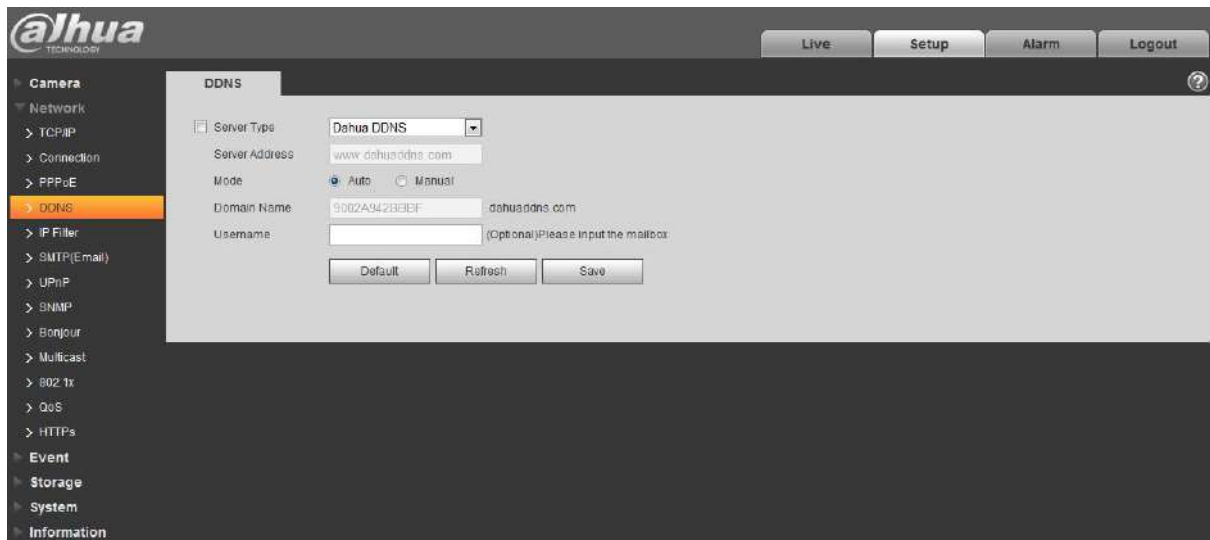 alhua
TECHNOLOGY
Live
Setup
Alarm
Logout
Camera
Network
TCP/IP
Connection
PPPoE
DDNS
IP Filter
SMTP(Email)
UPnP
SNMP
Bonjour
Multicast
802.1x
QoS
HTTPs
Event
Storage
System
Information
DDNS
Server Type
Dahua DDNS
Server Address
www.dahuaddns.com
Mode
Auto
Manual
Domain Name
9002A942BBBF
dahuaddns.com
Username
(Optional)Please input the mailbox
Default
Refresh
Save